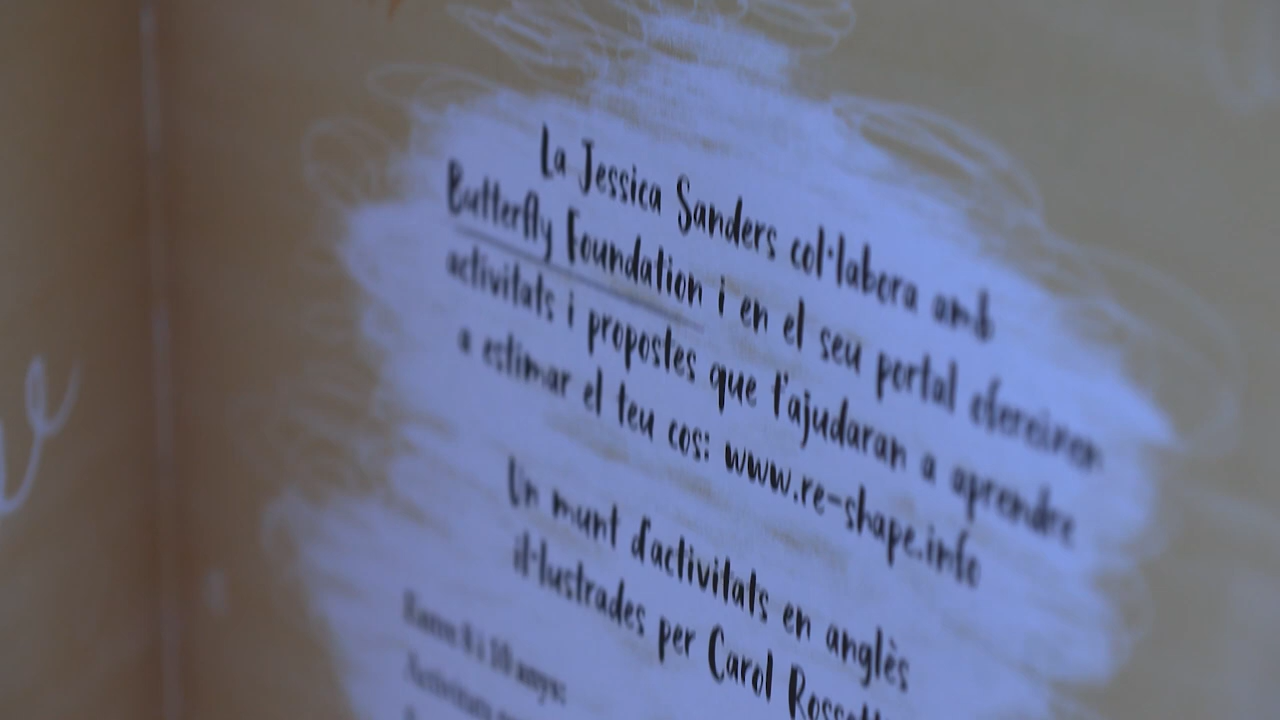 La Jessica Sanders col·labora amb
Butterfly Foundation i en el seu portal ofereixen
activitats i propostes que t'ajudaran a aprendre
a estimar el teu cos: www.re-shape.info
Un munt d'activitats en anglès
il·lustrades per Carol